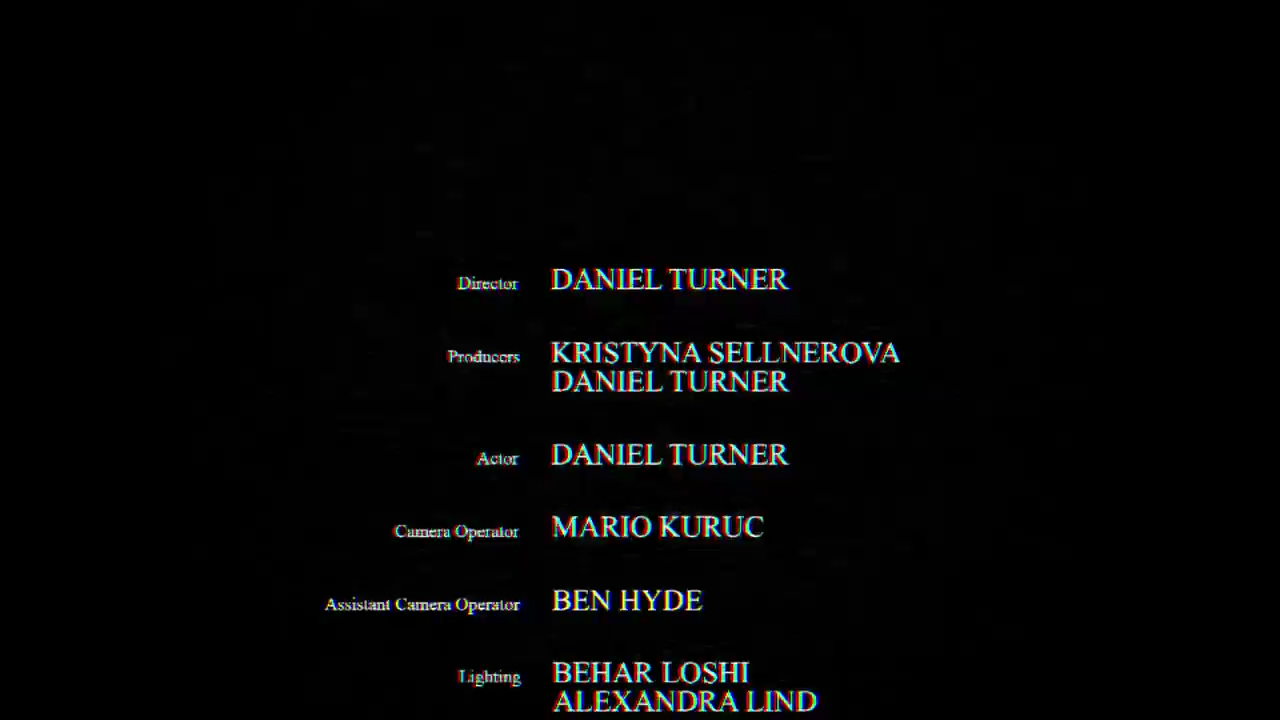 Director DANIEL TURNER
Producers KRISTYNA SELLNEROVA
DANIEL TURNER
Actor DANIEL TURNER
Camera Operator MARIO KURUC
Assistant Camera Operator BEN HYDE
Lighting BEHAR LOSHI
ALEXANDRA LIND